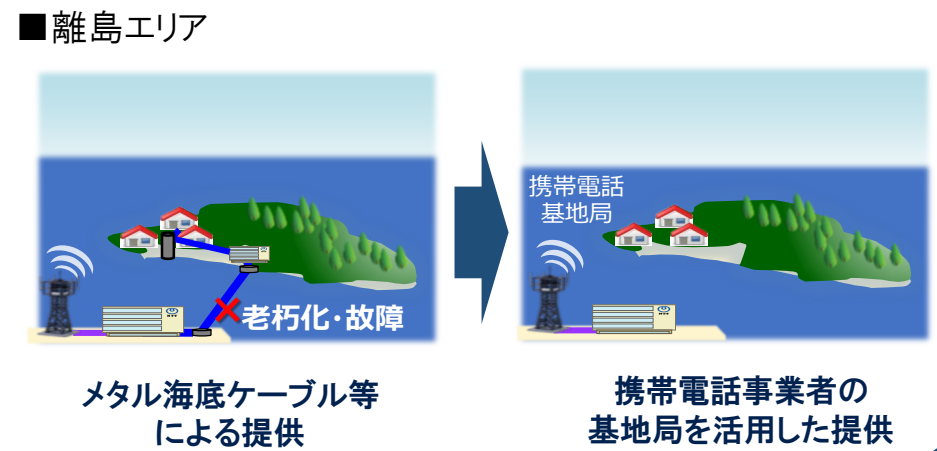 ■離島エリア
携帯電話
基地局
老朽化・故障
メタル海底ケーブル等
による提供
携帯電話事業者の
基地局を活用した提供